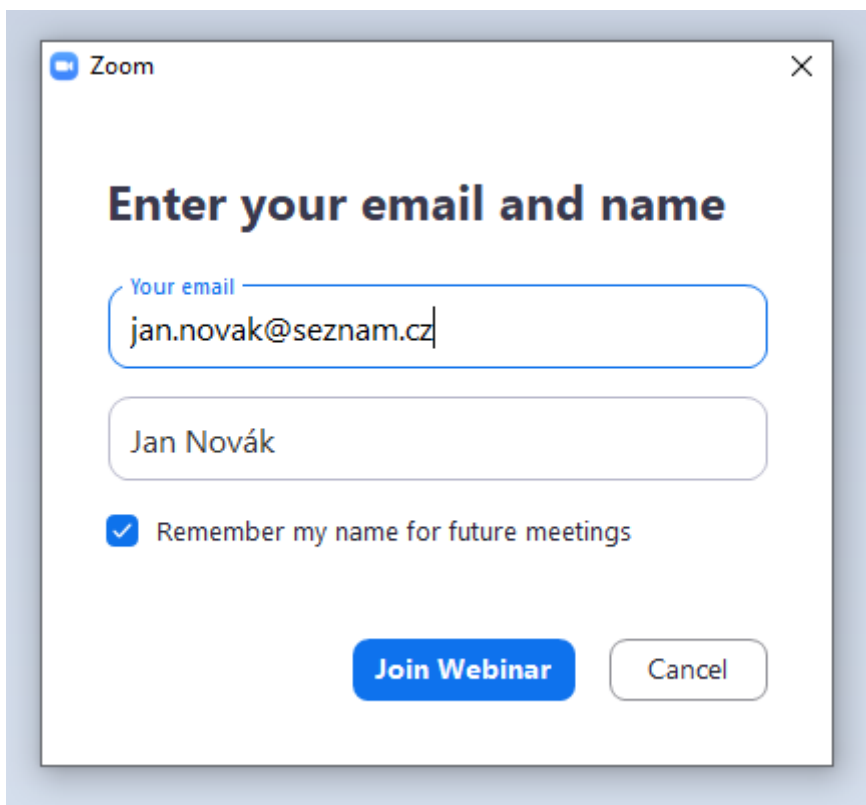 Zoom
Enter your email and name
Your email
jan.novak@seznam.cz
Jan Novák
Remember my name for future meetings
Join Webinar
Cancel